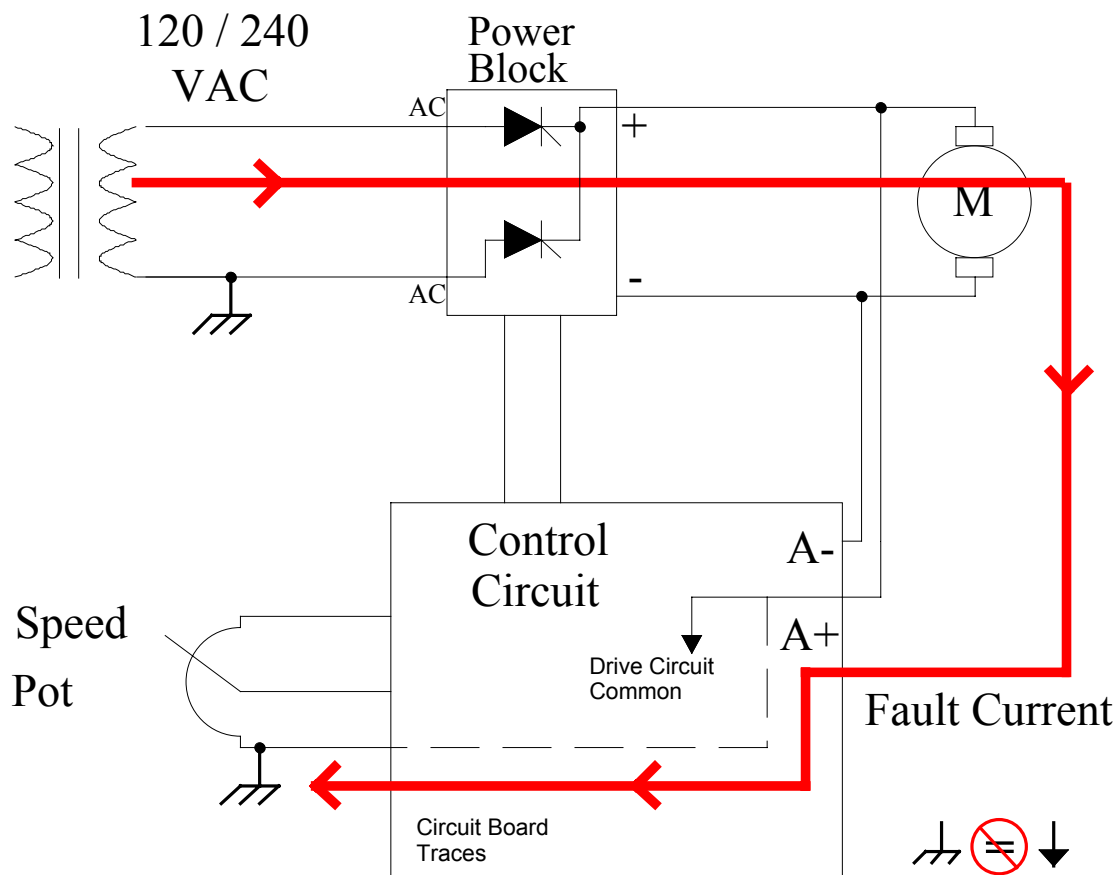 120 / 240
VAC
Power
Block
AC
+
M
-
AC
Control
Circuit
A-
A+
Speed
Pot
Drive Circuit
Common
Fault Current
Circuit Board
Traces
=